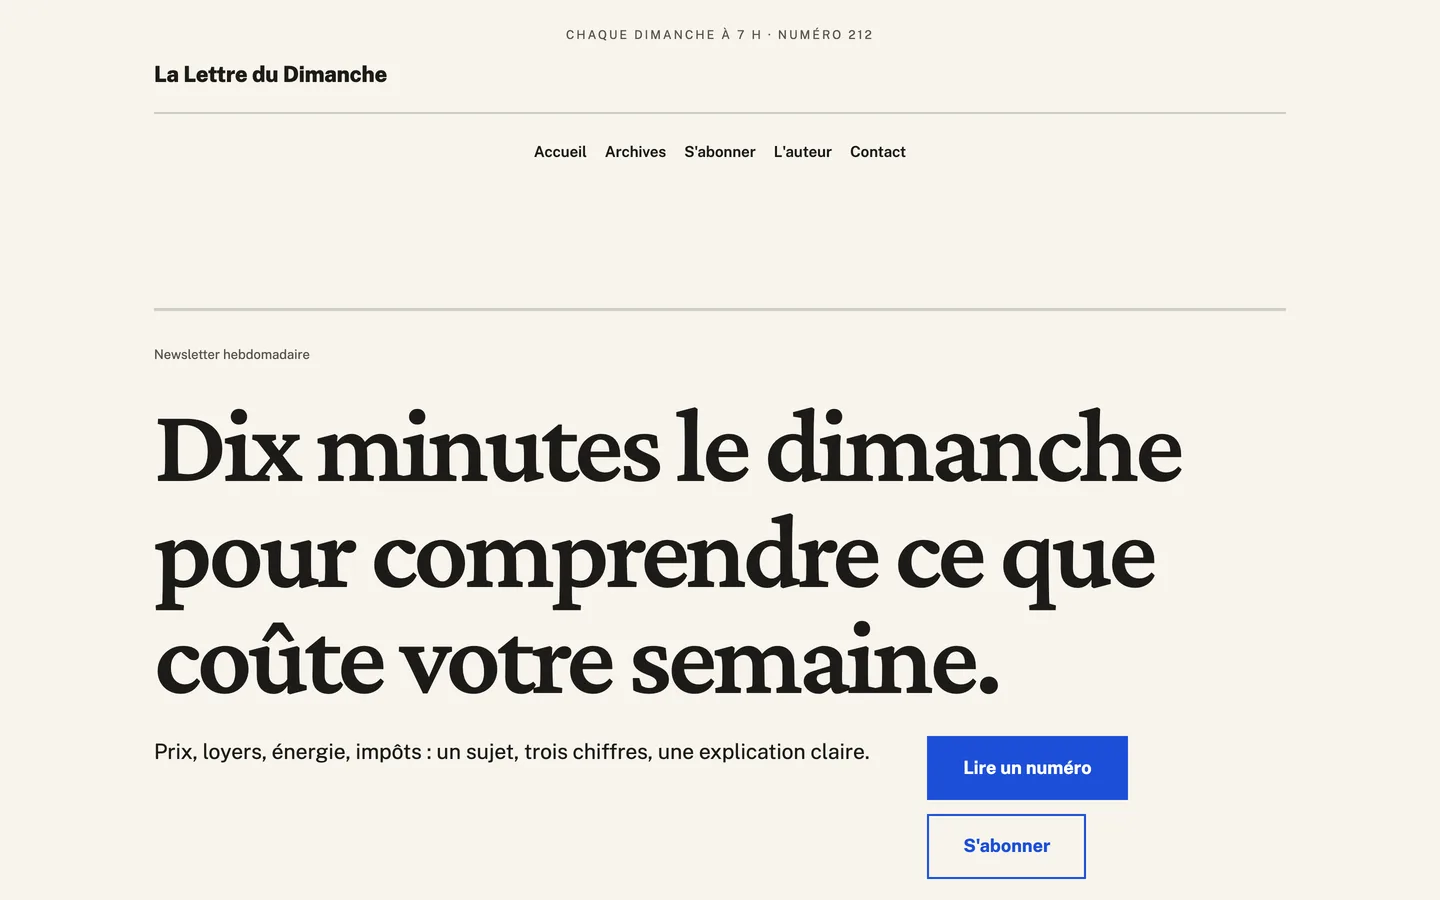 CHAQUE DIMANCHE À 7 H · NUMÉRO 212
La Lettre du Dimanche
Accueil Archives S'abonner L'auteur Contact
Newsletter hebdomadaire
Dix minutes le dimanche
pour comprendre ce que
coûte votre semaine.
Prix, loyers, énergie, impôts : un sujet, trois chiffres, une explication claire.
Lire un numéro
S'abonner